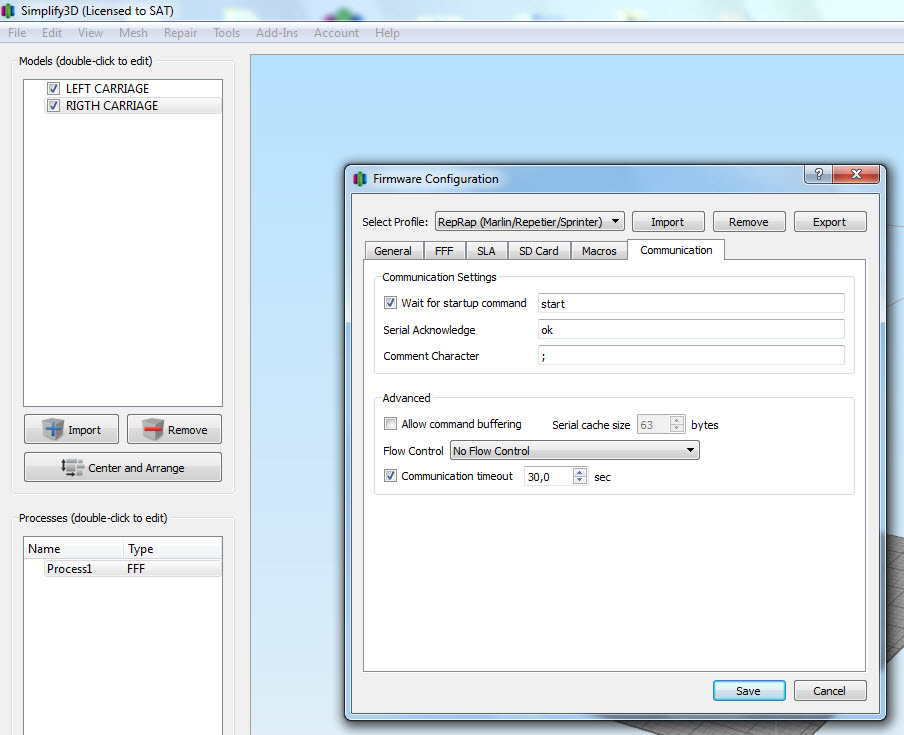 Simplify3D (Licensed to SAT)
File Edit View Mesh Repair Tools Add-Ins Account Help
Models (double-click to edit)
LEFT CARRIAGE
RIGTH CARRIAGE
Import Remove
Center and Arrange
Processes (double-click to edit)
Name Type
Process1 FFF
Firmware Configuration
? X
Select Profile: RepRap (Marlin/Repetier/Sprinter) Import Remove Export
General FFF SLA SD Card Macros Communication
Communication Settings
Wait for startup command start
Serial Acknowledge ok
Comment Character ;
Advanced
Allow command buffering Serial cache size 63 bytes
Flow Control No Flow Control
Communication timeout 30,0 sec
Save Cancel